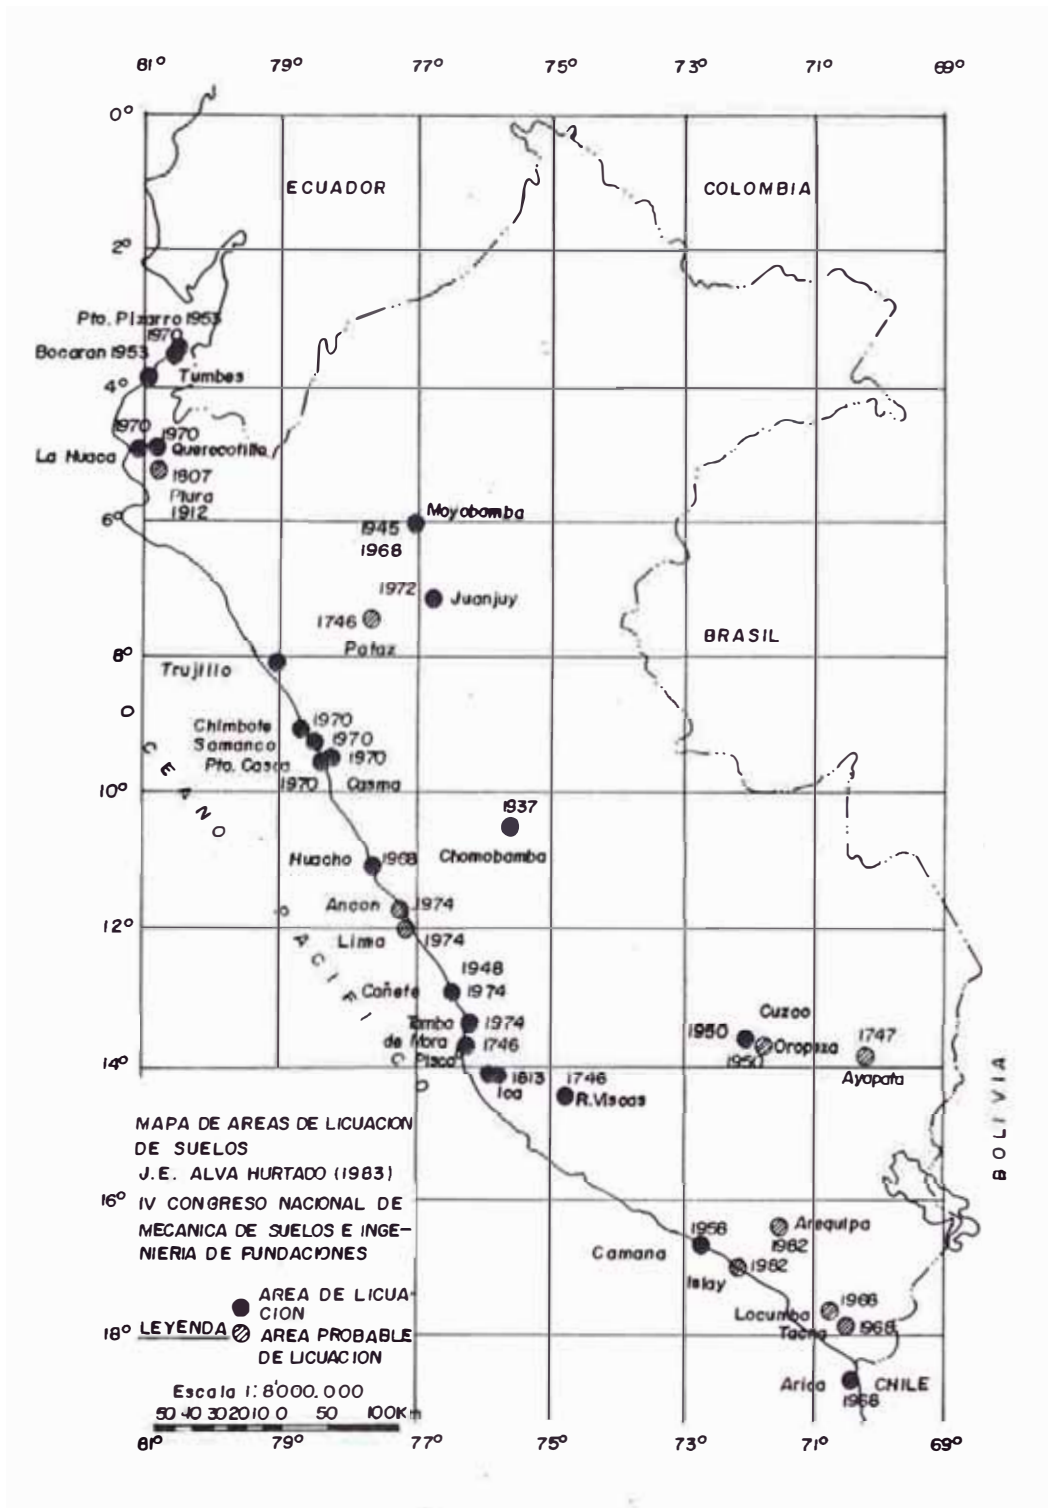 81° 79° 77° 75° 73° 71° 69°
0°
ECUADOR
COLOMBIA
2°
Pto. Pizarro 1953
1970
Bocaran 1953
Tumbes
4°
1970
1970
La Huaca
Querecotillo
1807
Piura
1912
6°
Moyobamba
1945
1968
1972
Juanjuy
1746
Pataz
BRASIL
8°
Trujillo
OCEANO
Chimbote
1970
Samanco
1970
Pto. Casma
1970
1970
Casma
10°
1937
Chomobamba
Huacho
1968
Ancon
1974
12°
Lima
1974
PACIFICO
1948
Cañete
1974
Tambo
1974
de Mora
1746
Pisco
Cuzco
1950
1950
Oropeza
1747
Ayapata
14°
1813
Ica
1746
R. Viscas
BOLIVIA
MAPA DE AREAS DE LICUACION
DE SUELOS
J.E. ALVA HURTADO (1983)
16° IV CONGRESO NACIONAL DE
MECANICA DE SUELOS E INGE-
NIERIA DE FUNDACIONES
Arequipa
1982
Camana
1982
Islay
Locumba
Tacna
1968
AREA DE LICUA
CION
18° LEYENDA AREA PROBABLE
DE LICUACION
Arica
CHILE
1968
Escala 1:8'000.000
50 40 30 20 10 0 50 100Km
81° 79° 77° 75° 73° 71° 69°